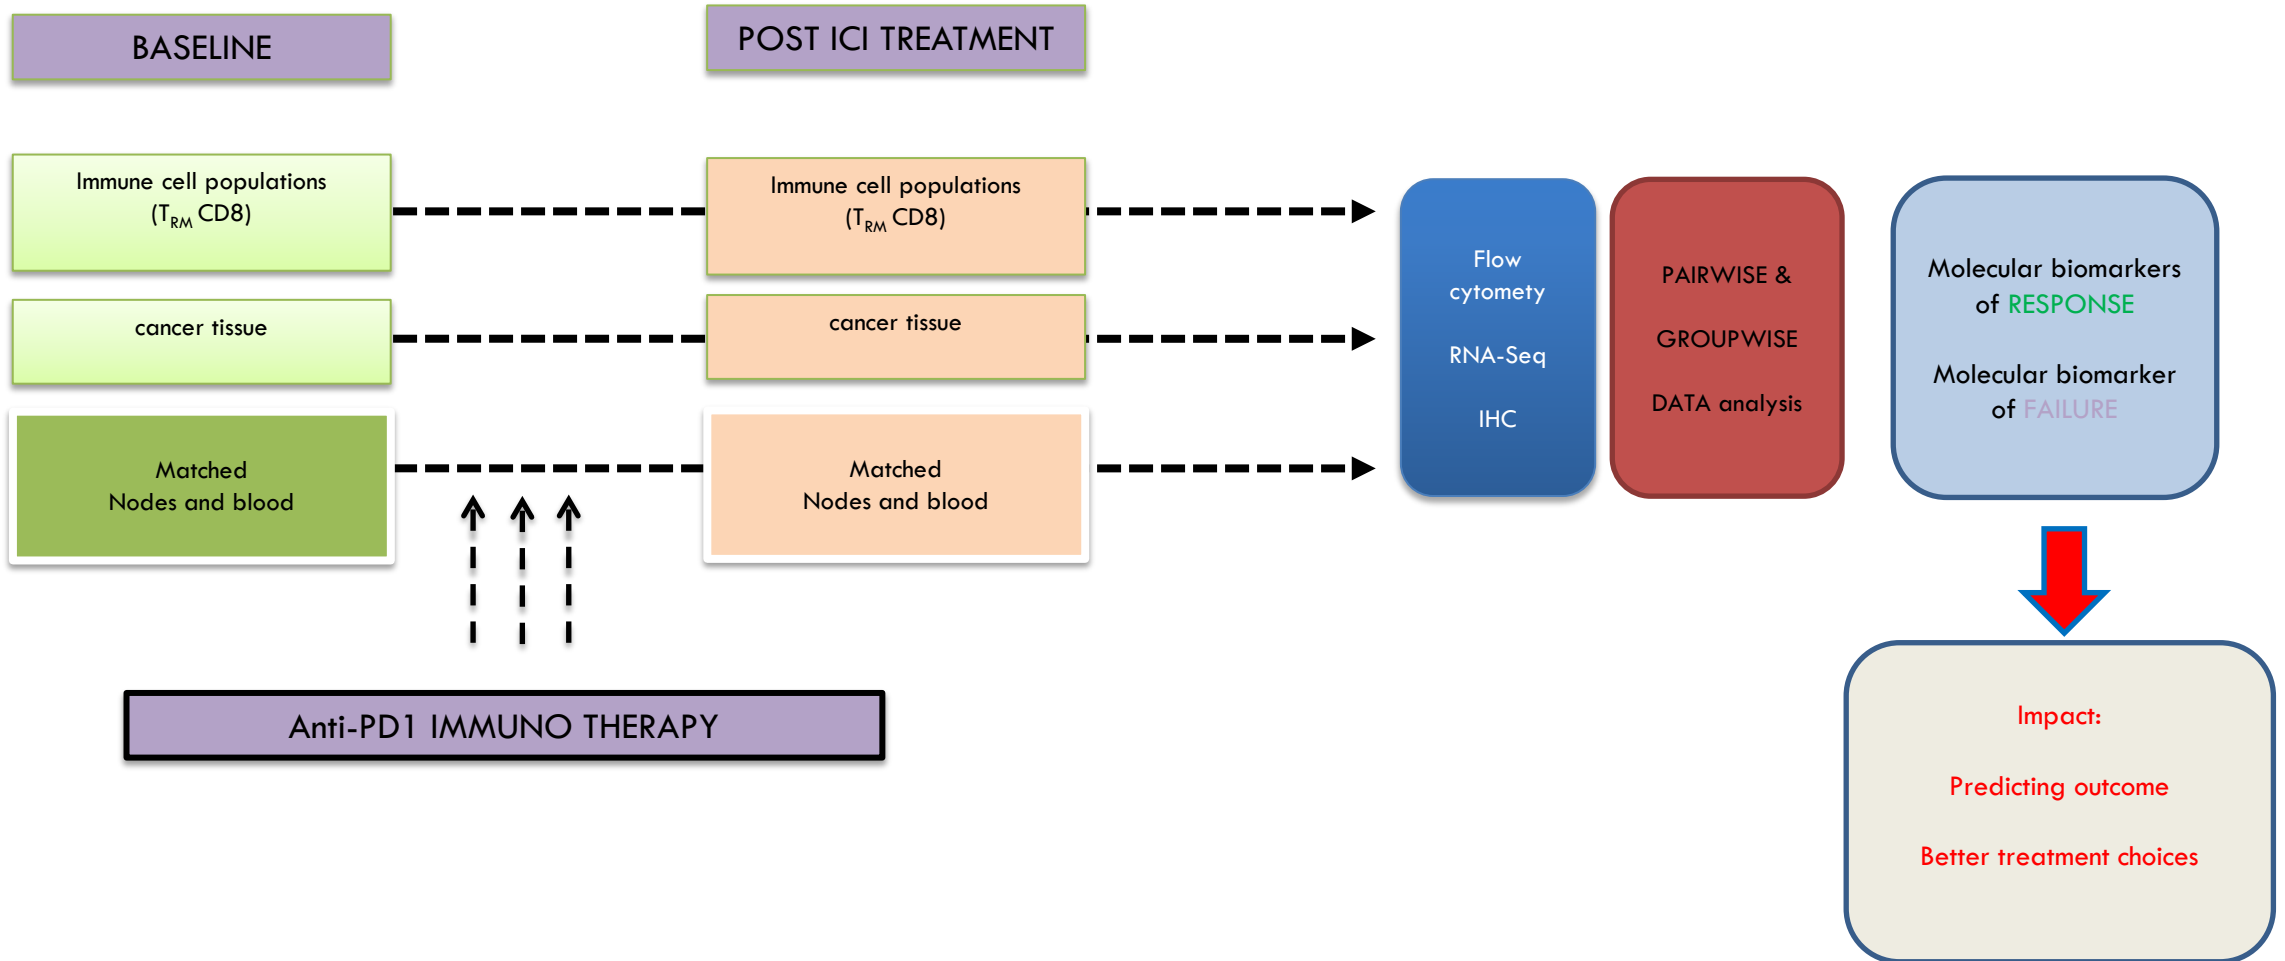 BASELINE
POST ICI TREATMENT
Immune cell populations
(TRM CD8)
Immune cell populations
(TRM CD8)
cancer tissue
cancer tissue
Matched
Nodes and blood
Matched
Nodes and blood
Anti-PD1 IMMUNO THERAPY
Flow
cytomety
RNA-Seq
IHC
PAIRWISE &
GROUPWISE
DATA analysis
Molecular biomarkers
of RESPONSE
Molecular biomarker
of FAILURE
Impact:
Predicting outcome
Better treatment choices